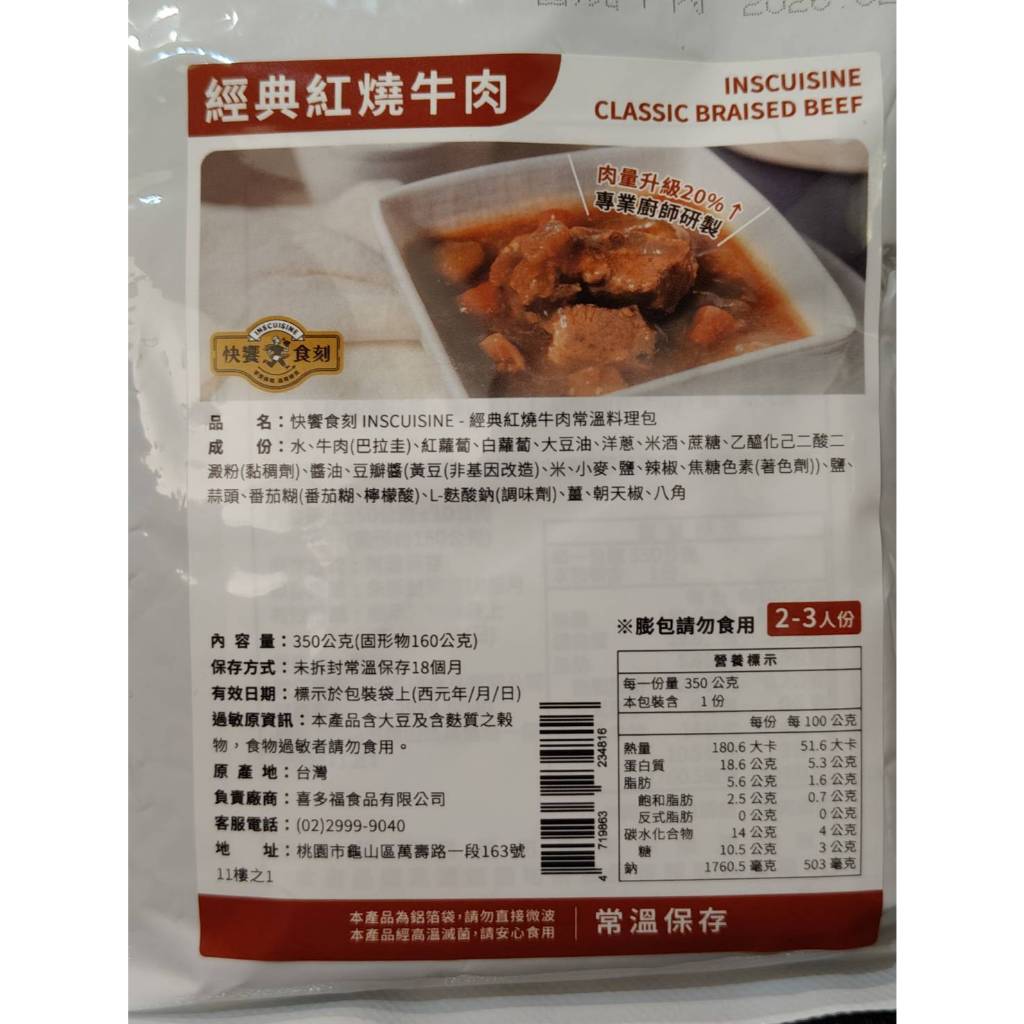 經典紅燒牛肉
INSCUISINE
CLASSIC BRAISED BEEF
肉量升級20%↑
專業廚師研製
INSCUISINE
快饗食刻
品 名：快饗食刻 INSCUISINE - 經典紅燒牛肉常溫料理包
成 份：水、牛肉(巴拉圭)、紅蘿蔔、白蘿蔔、大豆油、洋蔥、米酒、蔗糖、乙醯化己二酸二
澱粉(黏稠劑)、醬油、豆瓣醬(黃豆(非基因改造)、米、小麥、鹽、辣椒、焦糖色素(著色劑))、鹽、
蒜頭、番茄糊(番茄糊、檸檬酸)、L-麩酸鈉(調味劑)、薑、朝天椒、八角
※膨包請勿食用 2-3人份
內 容 量：350公克(固形物160公克)
保存方式：未拆封常溫保存18個月
有效日期：標示於包裝袋上(西元年/月/日)
過敏原資訊：本產品含大豆及含麩質之穀
物，食物過敏者請勿食用。
原 產 地：台灣
負責廠商：喜多福食品有限公司
客服電話：(02)2999-9040
地 址：桃園市龜山區萬壽路一段163號
11樓之1
4 719863 234816
營養標示
每一份量 350 公克
本包裝含 1 份
每份 每 100 公克
熱量 180.6 大卡 51.6 大卡
蛋白質 18.6 公克 5.3 公克
脂肪 5.6 公克 1.6 公克
飽和脂肪 2.5 公克 0.7 公克
反式脂肪 0 公克 0 公克
碳水化合物 14 公克 4 公克
糖 10.5 公克 3 公克
鈉 1760.5 毫克 503 毫克
本產品為鋁箔袋，請勿直接微波
本產品經高溫滅菌，請安心食用
常溫保存